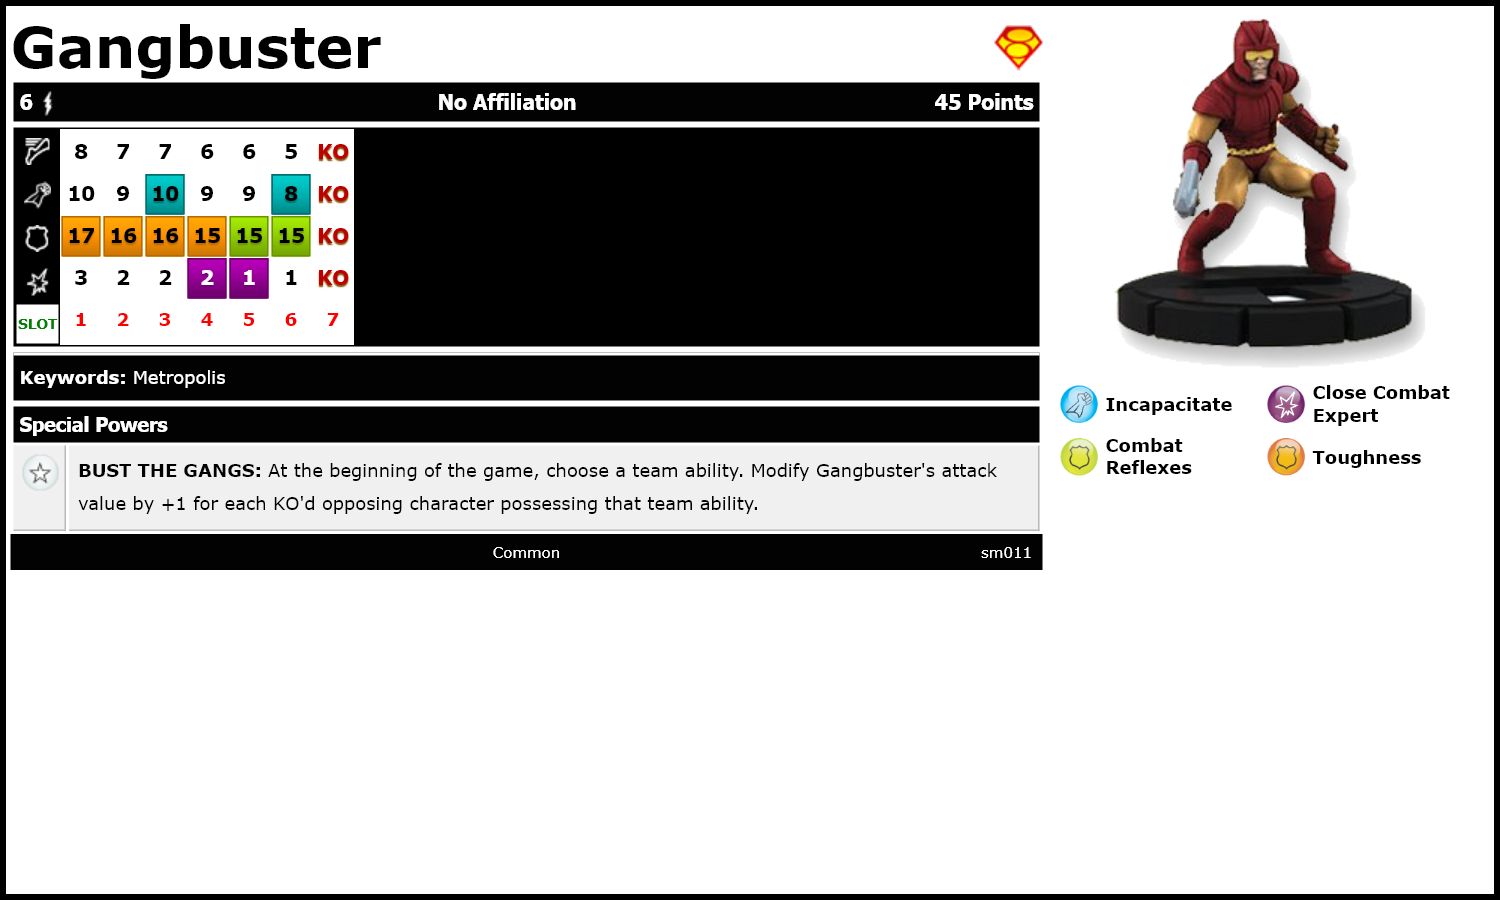 Gangbuster
6 No Affiliation 45 Points
8 7 7 6 6 5 KO
10 9 10 9 9 8 KO
17 16 16 15 15 15 KO
3 2 2 2 1 1 KO
SLOT 1 2 3 4 5 6 7
Keywords: Metropolis
Special Powers
BUST THE GANGS: At the beginning of the game, choose a team ability. Modify Gangbuster's attack
value by +1 for each KO'd opposing character possessing that team ability.
Common sm011
Incapacitate
Close Combat
Expert
Combat
Reflexes
Toughness